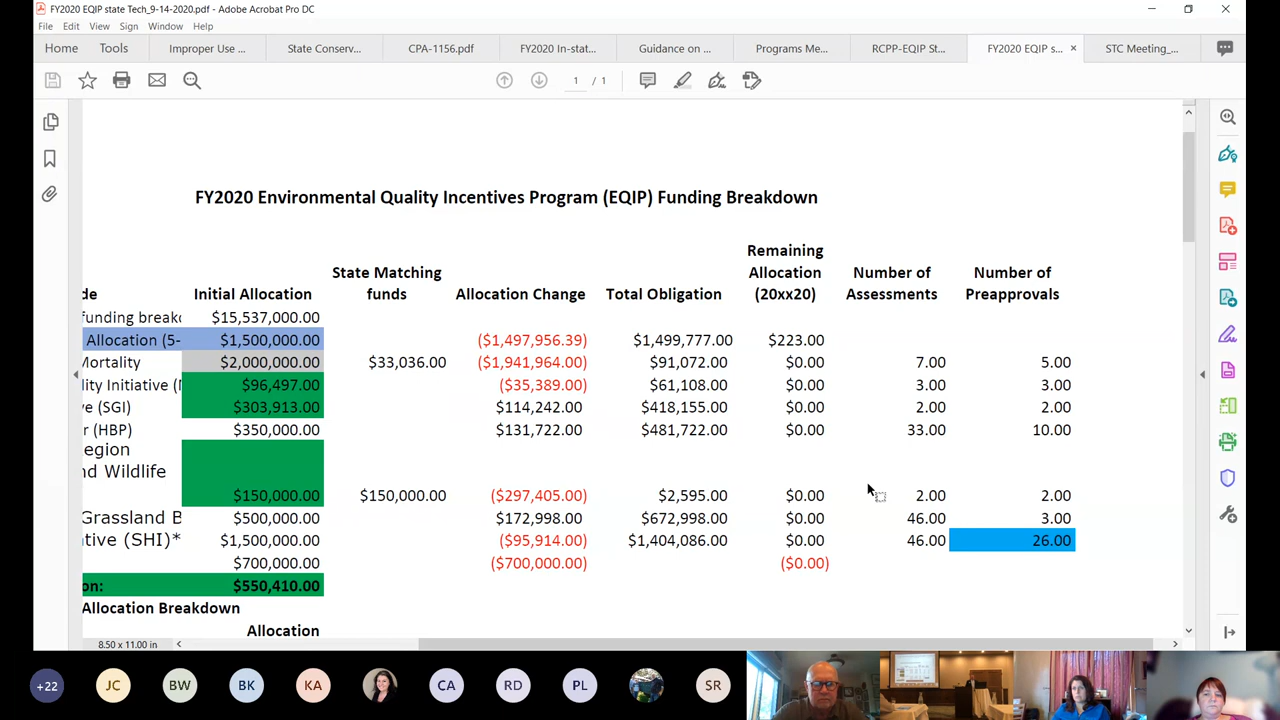 FY2020 EQIP state Tech_9-14-2020.pdf - Adobe Acrobat Pro DC
File Edit View Sign Window Help
Home Tools Improper Use ... State Conserv... CPA-1156.pdf FY2020 In-stat... Guidance on ... Programs Me... RCPP-EQIP St... FY2020 EQIP s... × STC Meeting_...
1 / 1
FY2020 Environmental Quality Incentives Program (EQIP) Funding Breakdown
Remaining
State Matching Allocation Number of Number of
de Initial Allocation funds Allocation Change Total Obligation (20xx20) Assessments Preapprovals
funding breakd $15,537,000.00
Allocation (5- $1,500,000.00 ($1,497,956.39) $1,499,777.00 $223.00
Mortality $2,000,000.00 $33,036.00 ($1,941,964.00) $91,072.00 $0.00 7.00 5.00
lity Initiative (N $96,497.00 ($35,389.00) $61,108.00 $0.00 3.00 3.00
e (SGI) $303,913.00 $114,242.00 $418,155.00 $0.00 2.00 2.00
r (HBP) $350,000.00 $131,722.00 $481,722.00 $0.00 33.00 10.00
egion
nd Wildlife
$150,000.00 $150,000.00 ($297,405.00) $2,595.00 $0.00 2.00 2.00
Grassland B $500,000.00 $172,998.00 $672,998.00 $0.00 46.00 3.00
ative (SHI)* $1,500,000.00 ($95,914.00) $1,404,086.00 $0.00 46.00 26.00
$700,000.00 ($700,000.00) ($0.00)
on: $550,410.00
Allocation Breakdown
Allocation
8.50 x 11.00 in
+22 JC BW BK KA CA RD PL SR